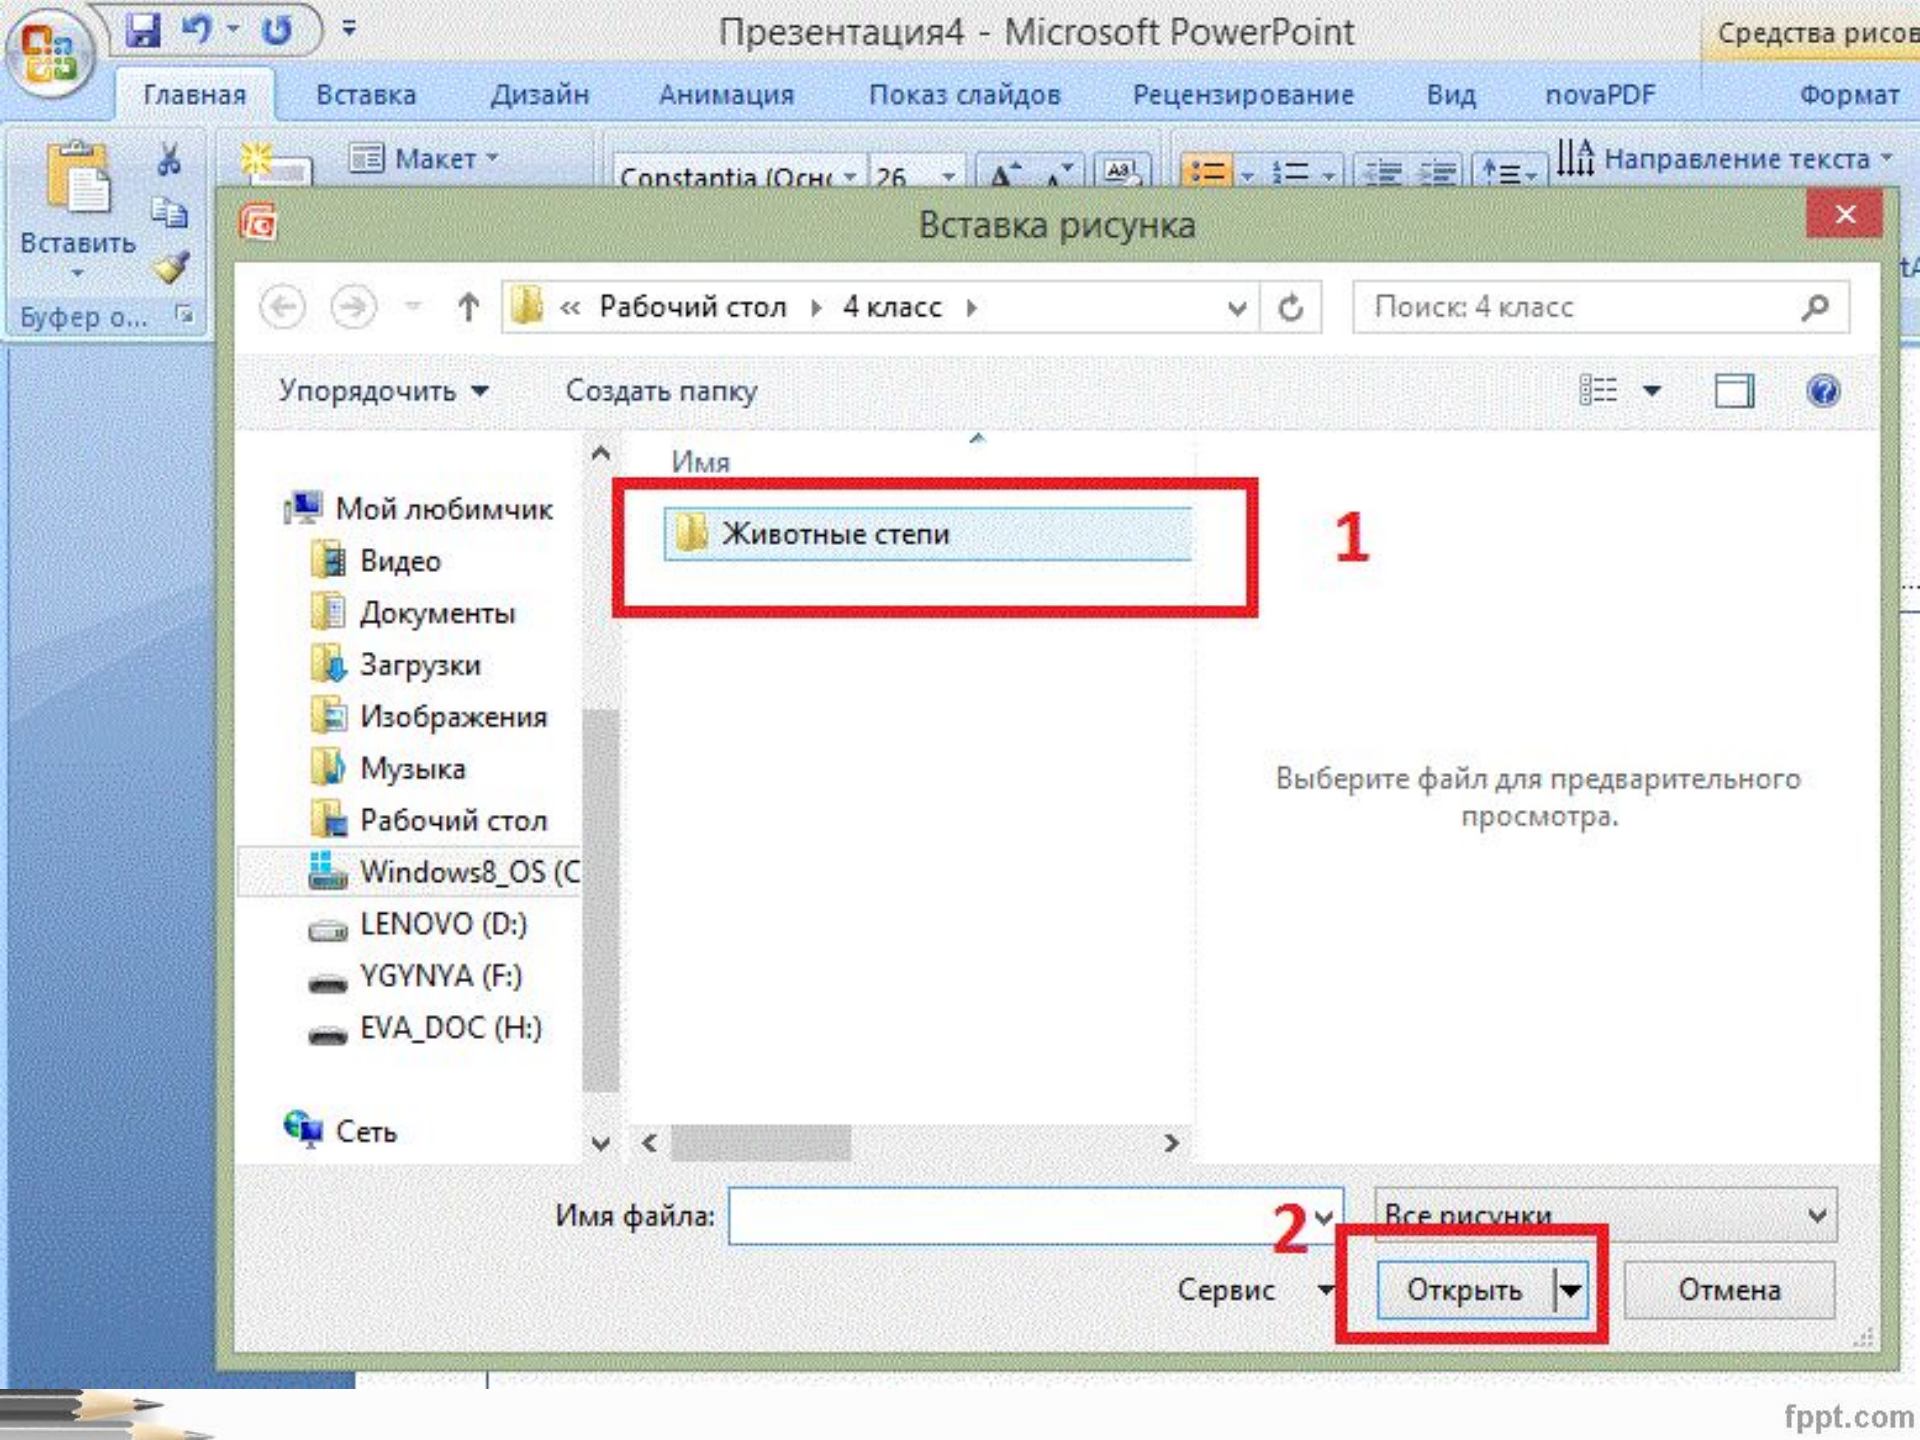 Презентация4 - Microsoft PowerPoint
Средства рисов
Главная Вставка Дизайн Анимация Показ слайдов Рецензирование Вид novaPDF Формат
Макет
Constantia (Осн 26
Направление текста
Вставить
Буфер о...
Вставка рисунка
« Рабочий стол 4 класс
Поиск: 4 класс
Упорядочить Создать папку
Имя
Мой любимчик
Видео
Документы
Загрузки
Изображения
Музыка
Рабочий стол
Windows8_OS (C
LENOVO (D:)
YGYNYA (F:)
EVA_DOC (H:)
Сеть
Животные степи
1
Выберите файл для предварительного
просмотра.
Имя файла:
2
Все рисунки
Сервис
Открыть
Отмена
fppt.com